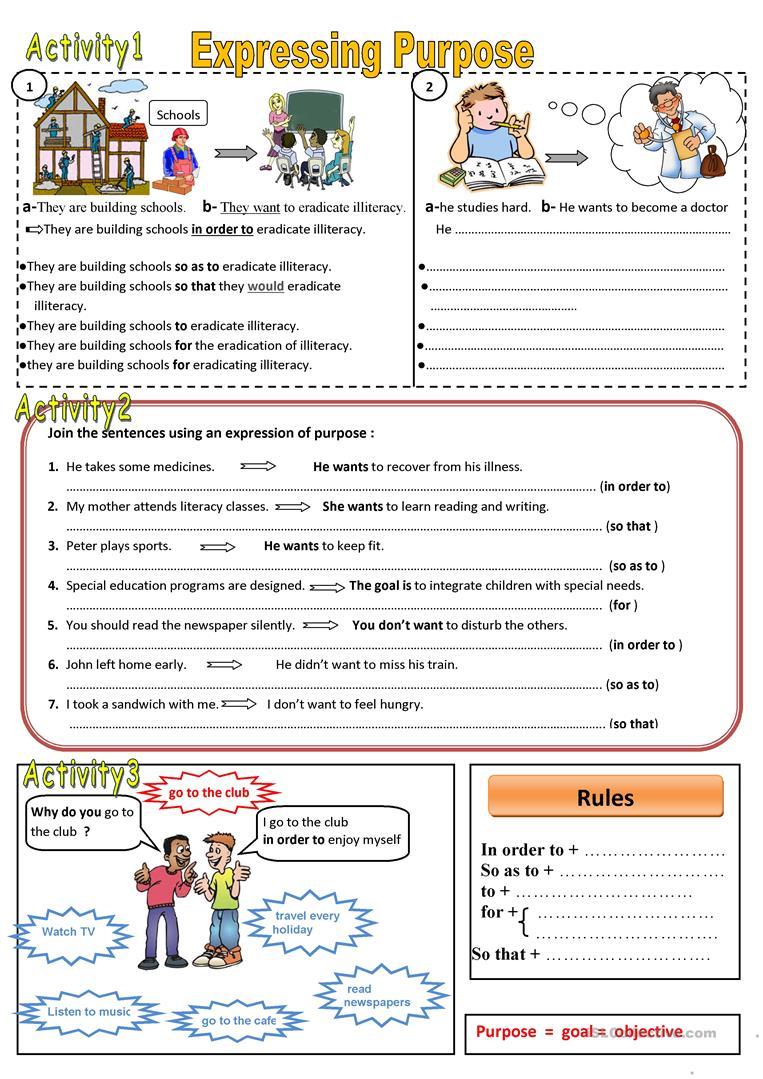 Activity1
Expressing Purpose
1
Schools
a-They are building schools. b- They want to eradicate illiteracy.
They are building schools in order to eradicate illiteracy.
●They are building schools so as to eradicate illiteracy.
●They are building schools so that they would eradicate
illiteracy.
●They are building schools to eradicate illiteracy.
●They are building schools for the eradication of illiteracy.
●they are building schools for eradicating illiteracy.
2
a-he studies hard. b- He wants to become a doctor
He ........................................................................
●..............................................................................
●..............................................................................
.......................................
●..............................................................................
●..............................................................................
●..............................................................................
Activity2
Join the sentences using an expression of purpose :
1. He takes some medicines. He wants to recover from his illness.
........................................................................ (in order to)
2. My mother attends literacy classes. She wants to learn reading and writing.
........................................................................ (so that )
3. Peter plays sports. He wants to keep fit.
........................................................................ (so as to )
4. Special education programs are designed. The goal is to integrate children with special needs.
........................................................................ (for )
5. You should read the newspaper silently. You don’t want to disturb the others.
........................................................................ (in order to )
6. John left home early. He didn’t want to miss his train.
........................................................................ (so as to)
7. I took a sandwich with me. I don’t want to feel hungry.
........................................................................ (so that)
Activity3
go to the club
Why do you go to
the club ?
I go to the club
in order to enjoy myself
Watch TV
travel every
holiday
read
newspapers
Listen to music
go to the cafe
Rules
In order to + ……………………
So as to + ……………………….
to + …………………………
for +{ …………………………
………………………….
So that + ……………………….
Purpose = goal = objective